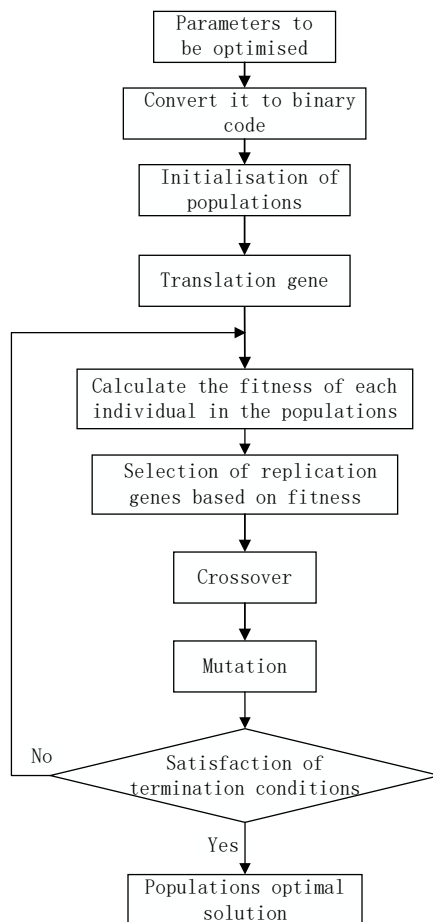 Parameters to
be optimised
Convert it to binary
code
Initialisation of
populations
Translation gene
Calculate the fitness of each
individual in the populations
Selection of replication
genes based on fitness
Crossover
Mutation
No
Satisfaction of
termination conditions
Yes
Populations optimal
solution